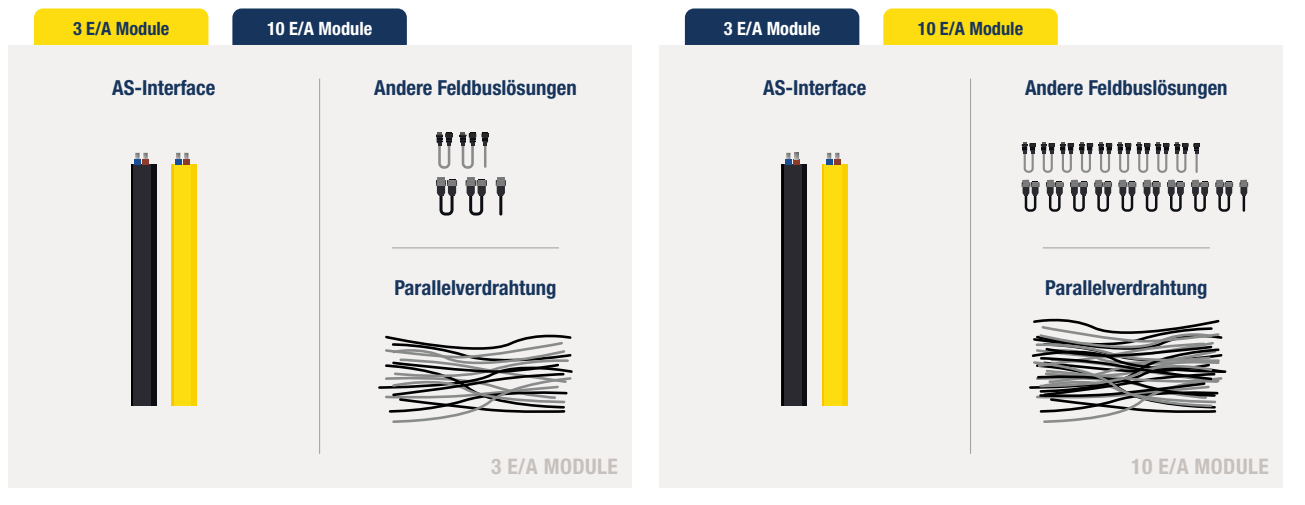 3 E/A Module
10 E/A Module
AS-Interface
Andere Feldbuslösungen
Parallelverdrahtung
3 E/A MODULE
3 E/A Module
10 E/A Module
AS-Interface
Andere Feldbuslösungen
Parallelverdrahtung
10 E/A MODULE